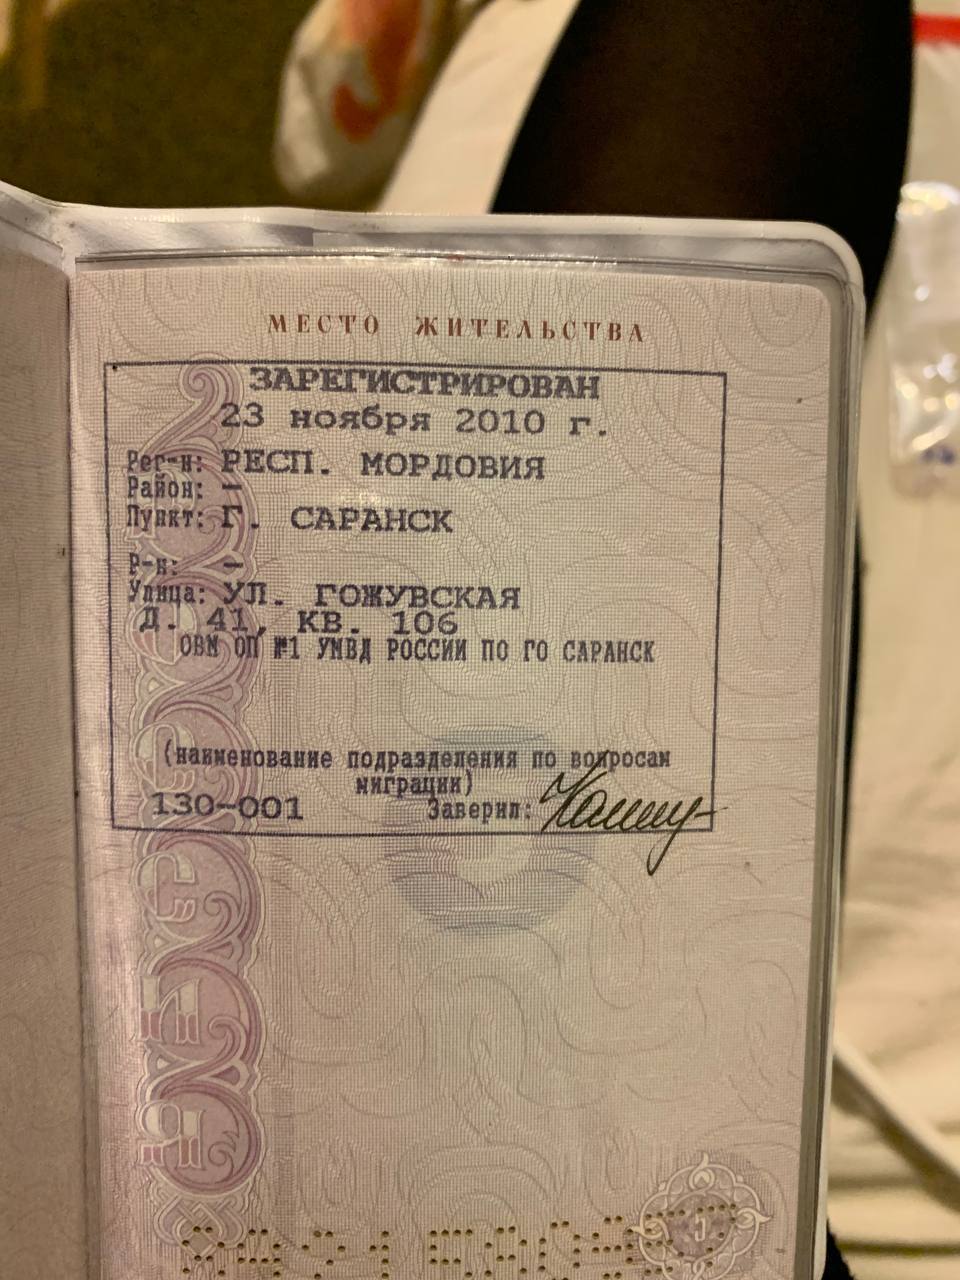 МЕСТО ЖИТЕЛЬСТВА
ЗАРЕГИСТРИРОВАН
23 ноября 2010 г.
Рег-н: РЕСП. МОРДОВИЯ
Район: –
Пункт: Г. САРАНСК
Р-н: –
Улица: УЛ. ГОЖУВСКАЯ
Д. 41, КВ. 106
ОВМ ОП №1 УМВД РОССИИ ПО ГО САРАНСК
(наименование подразделения по вопросам
миграции)
130-001 Заверил: